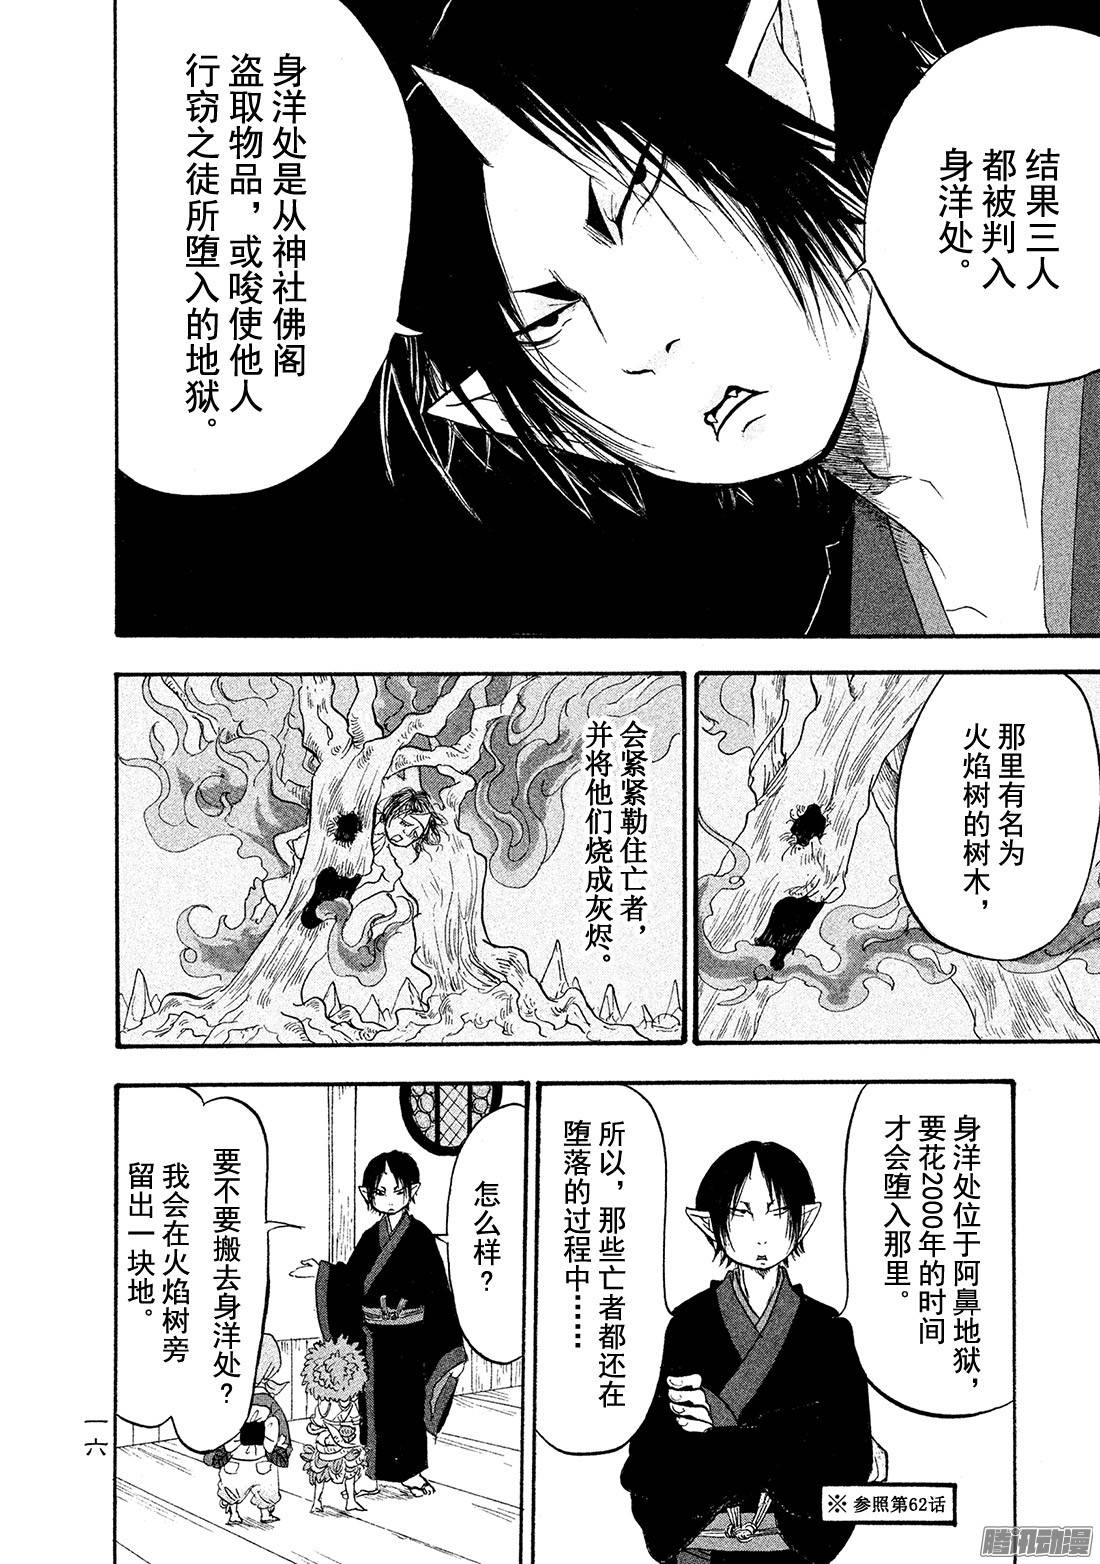 结果三人
都被判入
身洋处。
身洋处是从神社佛阁
盗取物品，或唆使他人
行窃之徒所堕入的地狱。
那里有名为
火焰树的树木，
会紧紧勒住亡者，
并将他们烧成灰烬。
身洋处位于阿鼻地狱，
要花2000年的时间
才会堕入那里。
所以，那些亡者都还在
堕落的过程中……
※ 参照第62话
怎么样？
要不要搬去身洋处？
我会在火焰树旁
留出一块地。
一六
腾讯动漫